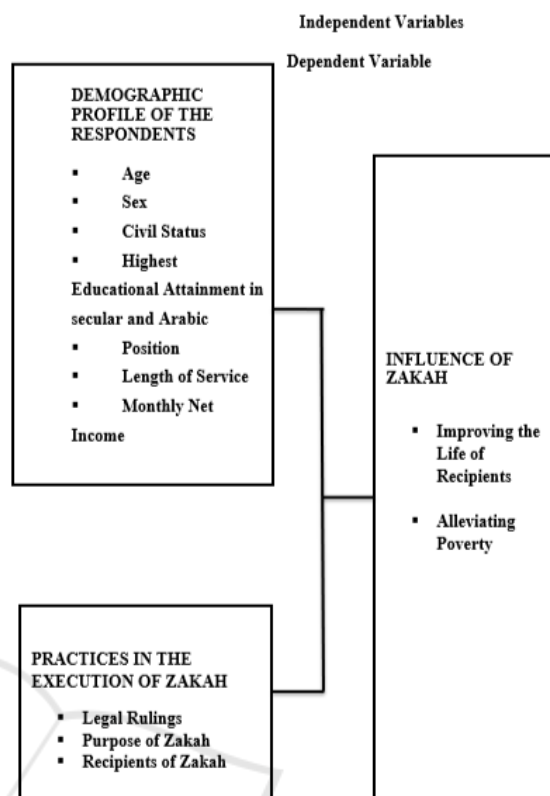 Independent Variables
Dependent Variable
DEMOGRAPHIC
PROFILE OF THE
RESPONDENTS
▪ Age
▪ Sex
▪ Civil Status
▪ Highest
Educational Attainment in
secular and Arabic
▪ Position
▪ Length of Service
▪ Monthly Net
Income
INFLUENCE OF
ZAKAH
▪ Improving the
Life of
Recipients
▪ Alleviating
Poverty
PRACTICES IN THE
EXECUTION OF ZAKAH
▪ Legal Rulings
▪ Purpose of Zakah
▪ Recipients of Zakah